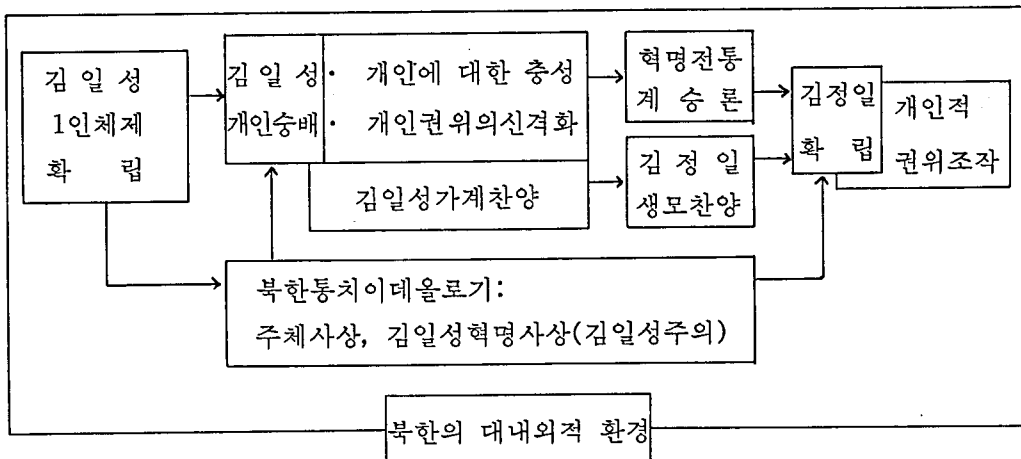 김 일 성
1인체제
확 립
김 일 성
개인숭배
· 개인에 대한 충성
· 개인권위의신격화
김일성가계찬양
혁명전통
계 승 론
김 정 일
생모찬양
김정일
확 립
개인적
권위조작
북한통치이데올로기:
주체사상, 김일성혁명사상(김일성주의)
북한의 대내외적 환경